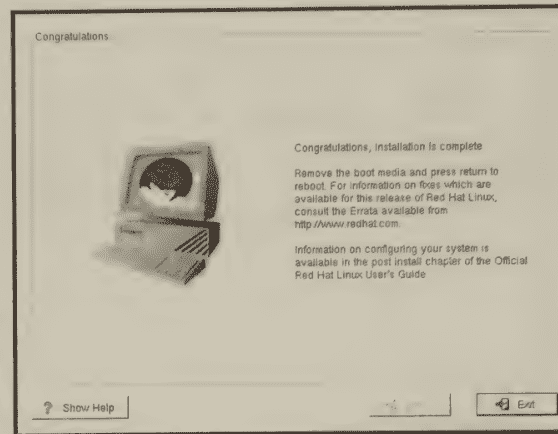 Congratulations
Congratulations, installation is complete
Remove the boot media and press return to
reboot. For information on fixes which are
available for this release of Red Hat Linux,
consult the Errata available from
http://www.redhat.com.
Information on configuring your system is
available in the post install chapter of the Official
Red Hat Linux User's Guide
? Show Help
Exit